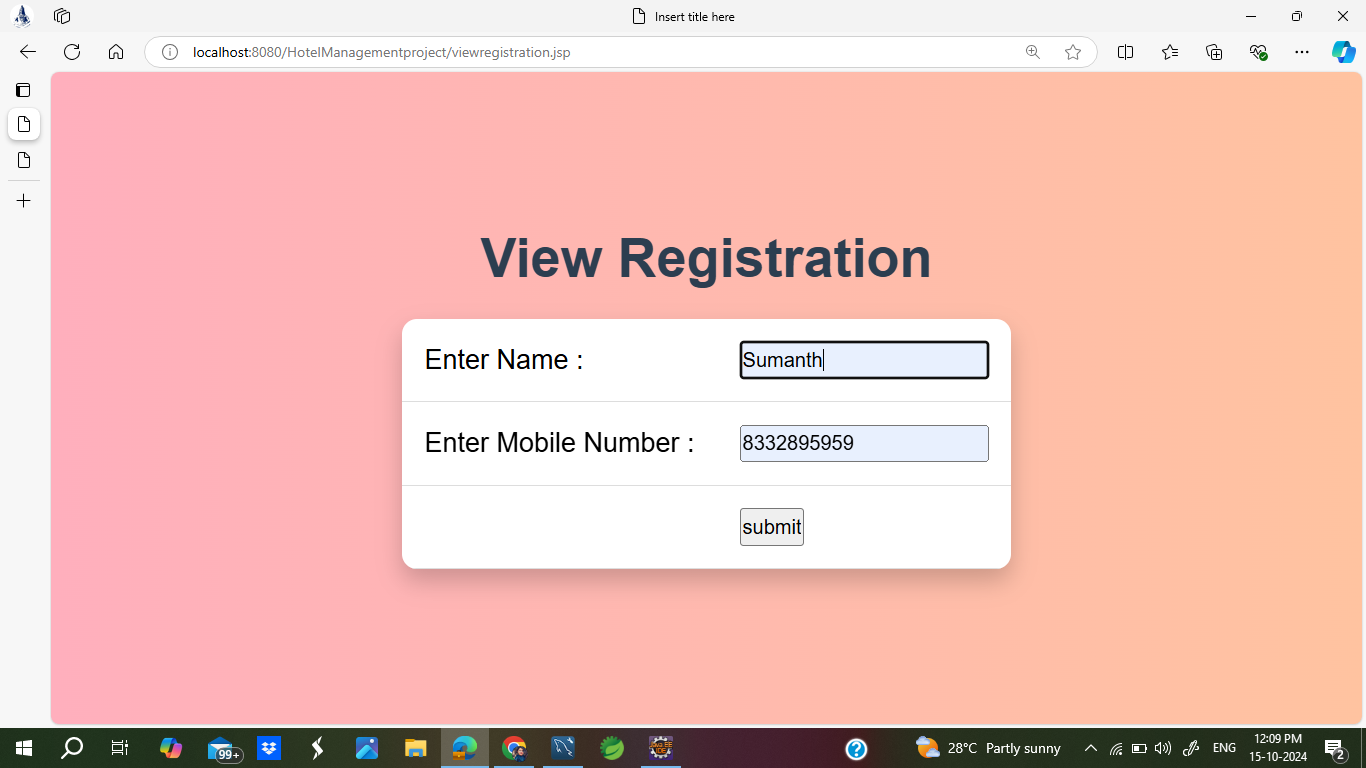 Insert title here
localhost:8080/HotelManagementproject/viewregistration.jsp
View Registration
Enter Name :
Sumanth
Enter Mobile Number :
8332895959
submit
99+
28°C Partly sunny
ENG
12:09 PM
15-10-2024
2